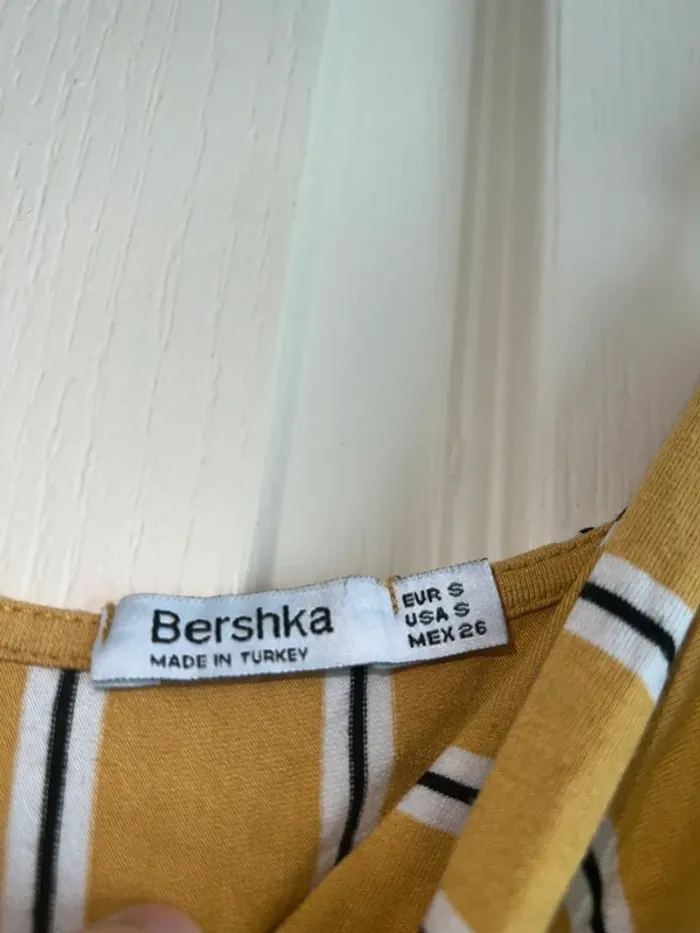 Bershka
MADE IN TURKEY
EUR S
USA S
MEX 26